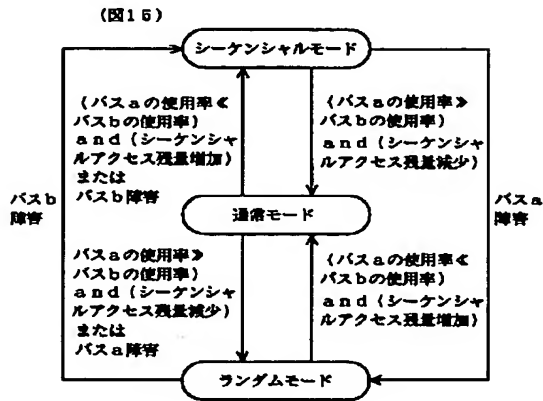 (図15)
シーケンシャルモード
(バスaの使用率≪
バスbの使用率)
and(シーケンシャ
ルアクセス残量増加)
または
バスb障害
(バスaの使用率≫
バスbの使用率)
and(シーケンシャ
ルアクセス残量減少)
バスb
障害
バスa
障害
通常モード
バスaの使用率≫
バスbの使用率)
and(シーケンシャ
ルアクセス残量減少)
または
バスa障害
(バスaの使用率≪
バスbの使用率)
and(シーケンシャ
ルアクセス残量増加)
ランダムモード